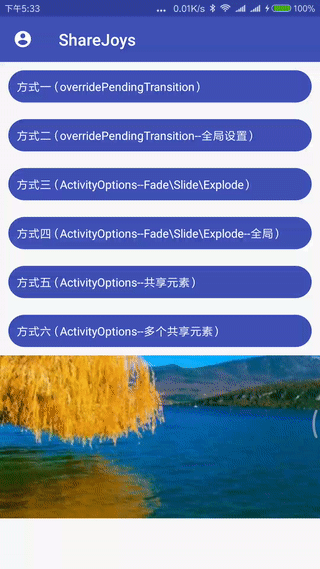 下午5:33 ... 0.01K/s 100%
ShareJoys
方式一（overridePendingTransition）
方式二（overridePendingTransition--全局设置）
方式三（ActivityOptions--Fade\Slide\Explode）
方式四（ActivityOptions--Fade\Slide\Explode--全局）
方式五（ActivityOptions--共享元素）
方式六（ActivityOptions--多个共享元素）